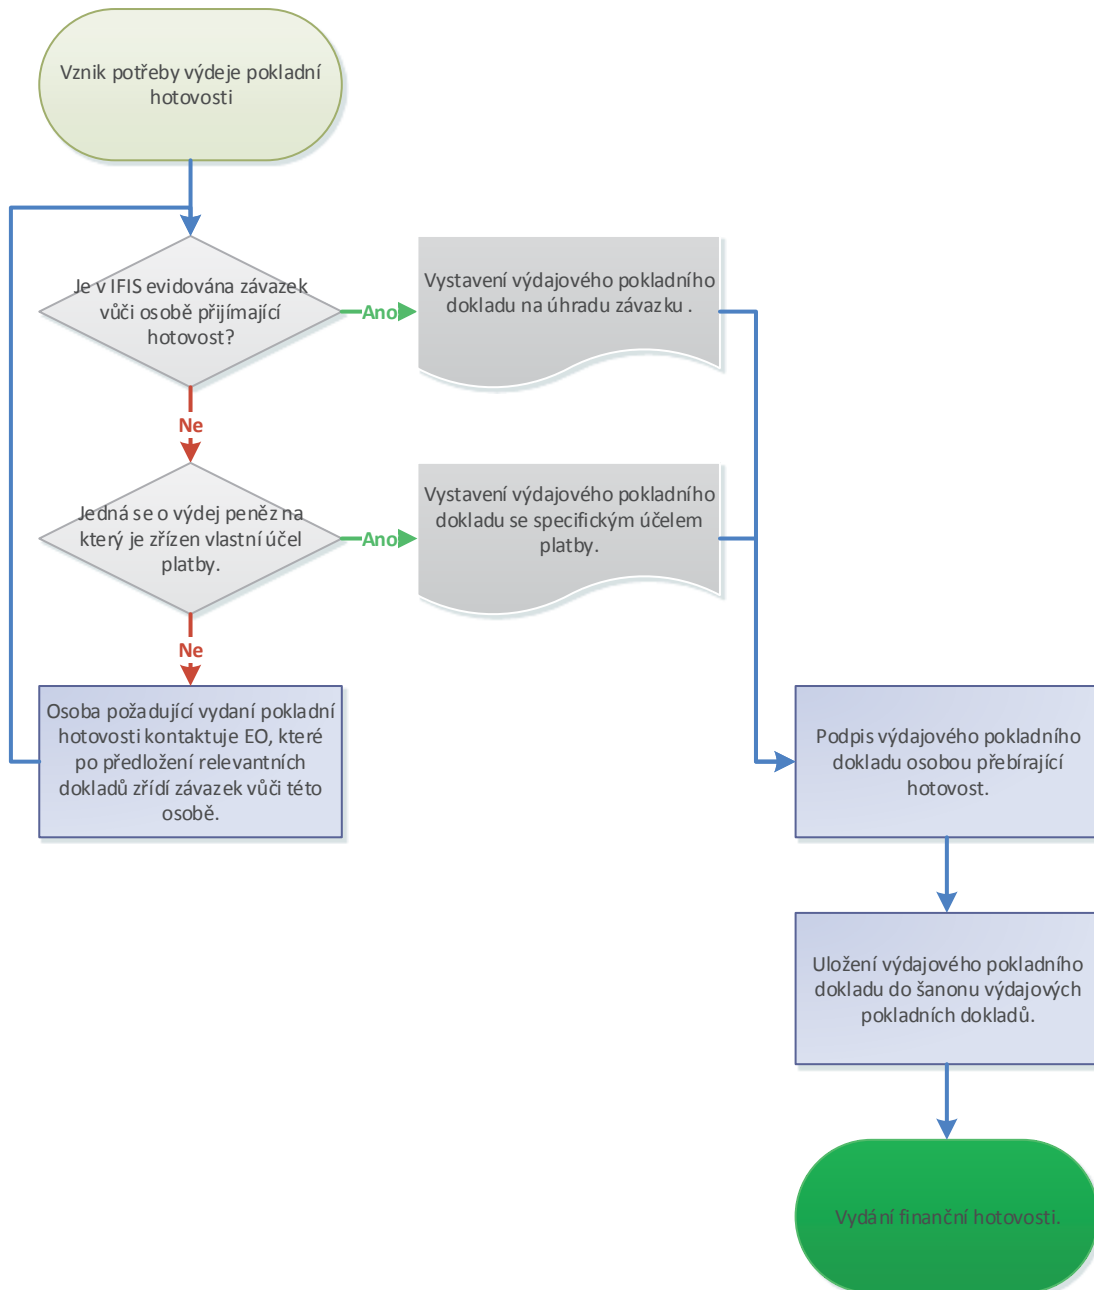 Vznik potřeby výdeje pokladní
hotovosti
Je v IFIS evidována závazek
vůči osobě přijímající
hotovost?
Ano
Vystavení výdajového pokladního
dokladu na úhradu závazku .
Ne
Jedná se o výdej peněz na
který je zřízen vlastní účel
platby.
Ano
Vystavení výdajového pokladního
dokladu se specifickým účelem
platby.
Ne
Osoba požadující vydaní pokladní
hotovosti kontaktuje EO, které
po předložení relevantních
dokladů zřídí závazek vůči této
osobě.
Podpis výdajového pokladního
dokladu osobou přebírající
hotovost.
Uložení výdajového pokladního
dokladu do šanonu výdajových
pokladních dokladů.
Vydání finanční hotovosti.